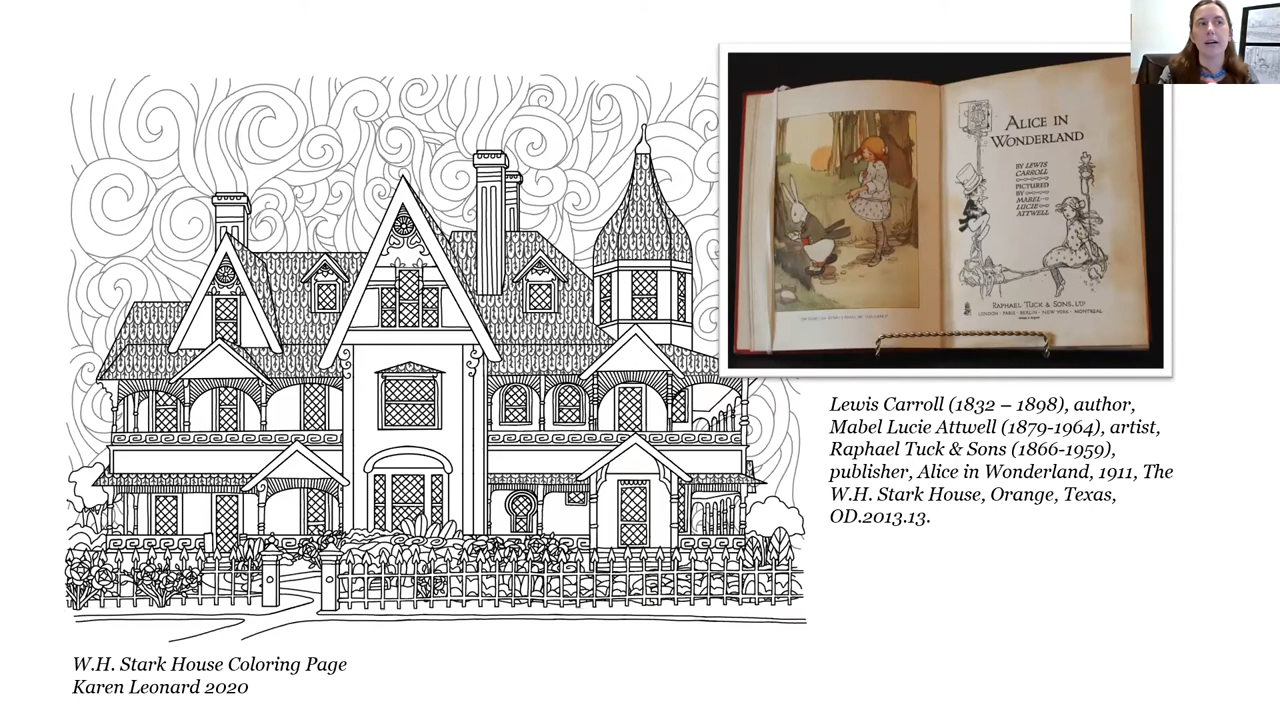 ALICE IN
WONDERLAND
BY LEWIS
CARROLL
PICTURED
BY
MABEL
LUCIE
ATTWELL
RAPHAEL TUCK & SONS, LTD
LONDON · PARIS · BERLIN · NEW YORK · MONTREAL
Lewis Carroll (1832 – 1898), author,
Mabel Lucie Attwell (1879-1964), artist,
Raphael Tuck & Sons (1866-1959),
publisher, Alice in Wonderland, 1911, The
W.H. Stark House, Orange, Texas,
OD.2013.13.
W.H. Stark House Coloring Page
Karen Leonard 2020